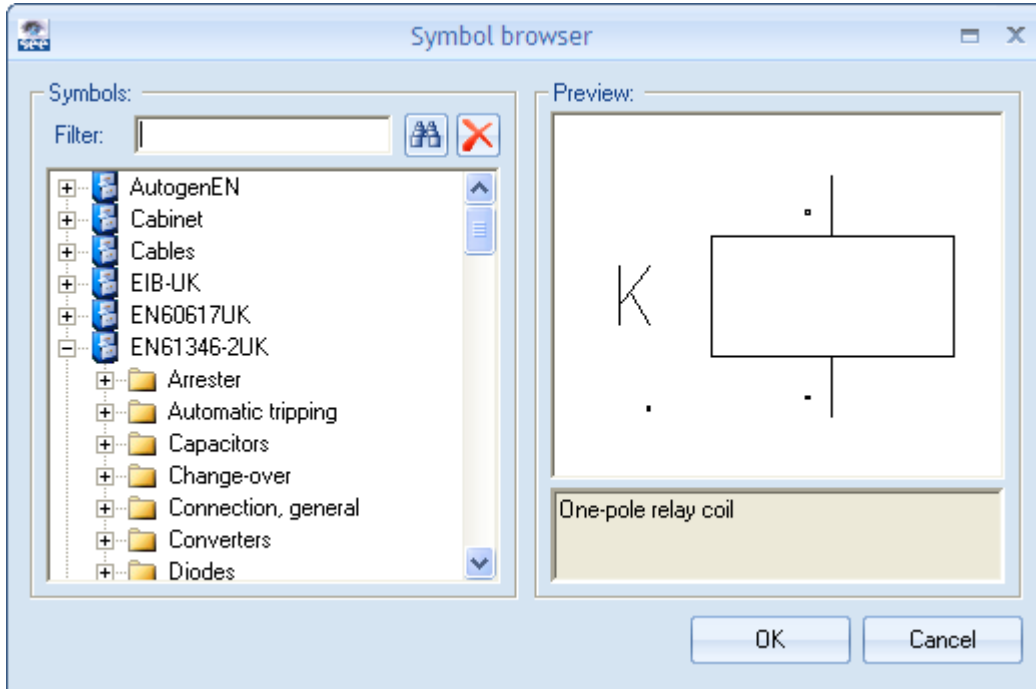 see
Symbol browser
Symbols:
Filter:
AutogenEN
Cabinet
Cables
EIB-UK
EN60617UK
EN61346-2UK
Arrester
Automatic tripping
Capacitors
Change-over
Connection, general
Converters
Diodes
Preview:
K
One-pole relay coil
OK
Cancel